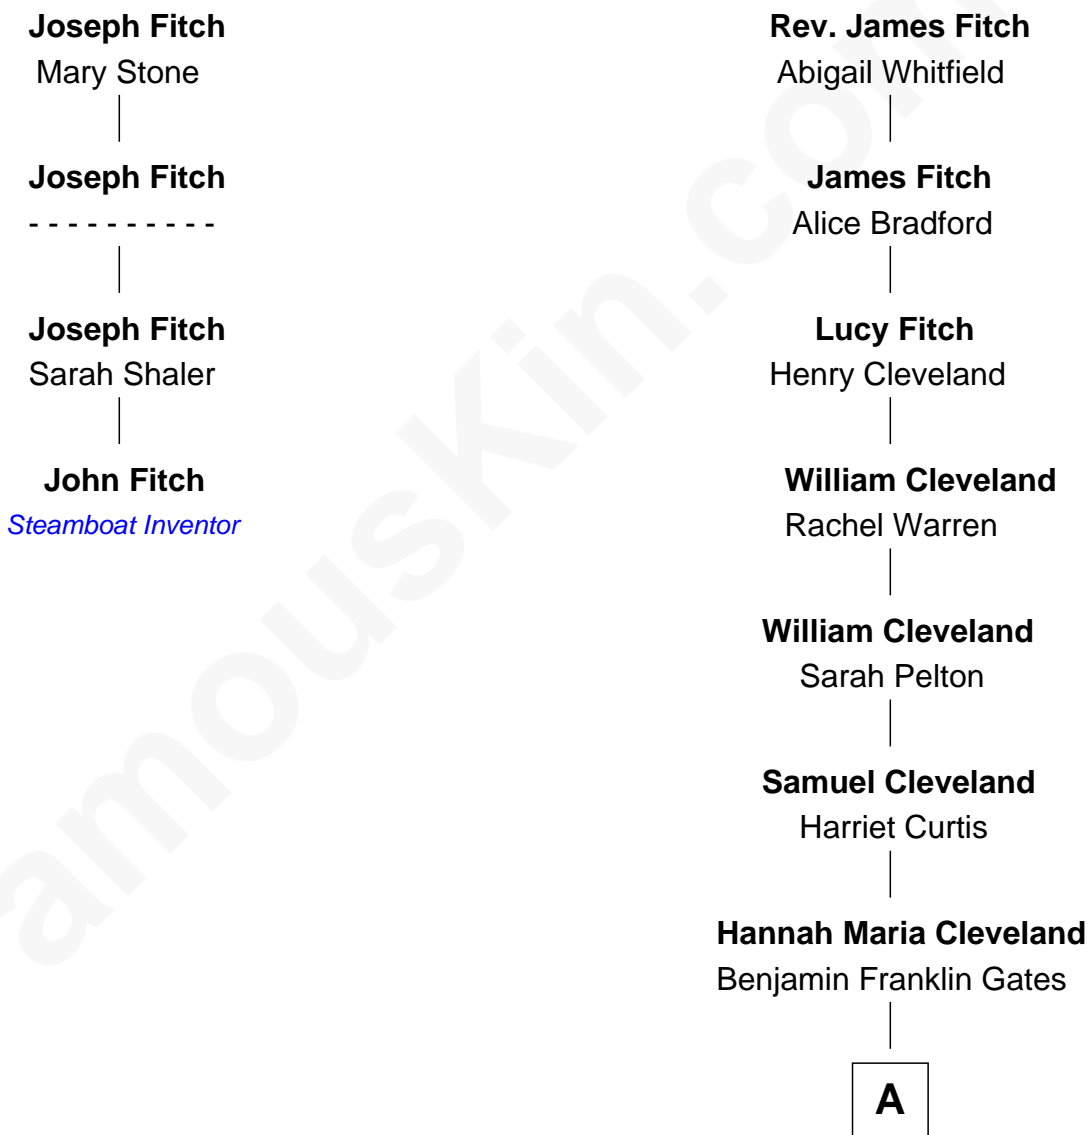 Joseph Fitch
Mary Stone
Joseph Fitch
- - - - - - - - - -
Joseph Fitch
Sarah Shaler
John Fitch
Steamboat Inventor
Rev. James Fitch
Abigail Whitfield
James Fitch
Alice Bradford
Lucy Fitch
Henry Cleveland
William Cleveland
Rachel Warren
William Cleveland
Sarah Pelton
Samuel Cleveland
Harriet Curtis
Hannah Maria Cleveland
Benjamin Franklin Gates
A
amouskin.com